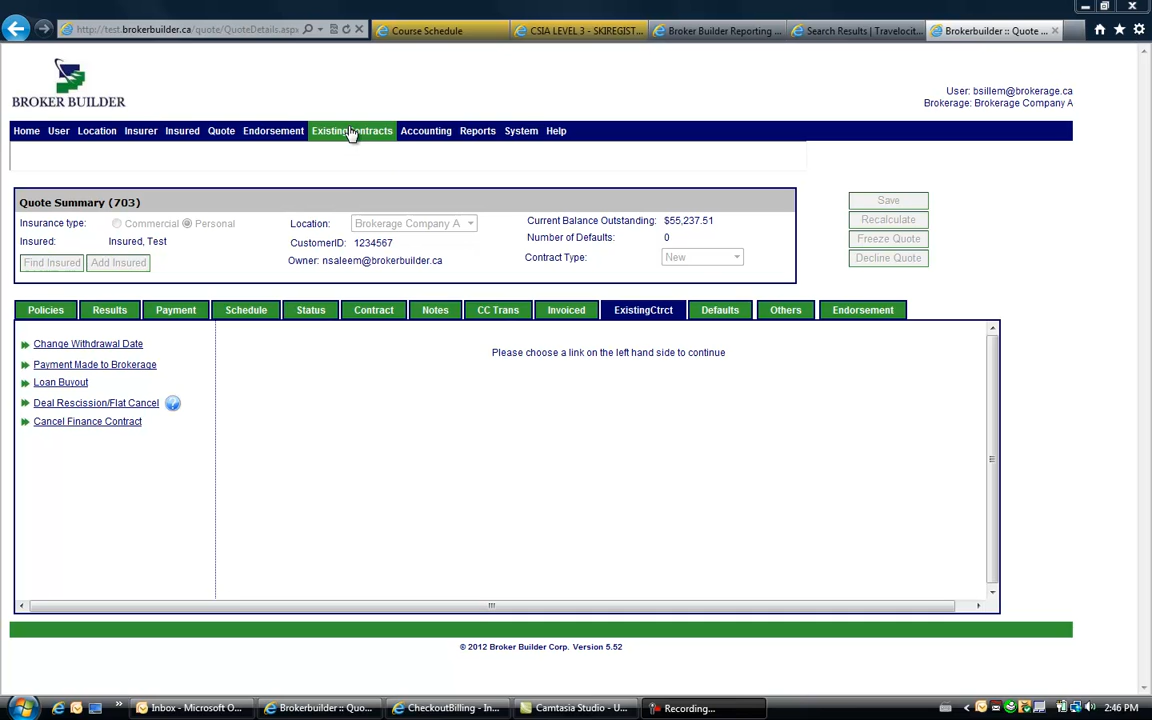 http://test.brokerbuilder.ca/quote/QuoteDetails.aspx
Course Schedule
CSIA LEVEL 3 - SKIREGIST...
Broker Builder Reporting ...
Search Results | Travelocit...
Brokerbuilder :: Quote ...
BROKER BUILDER
User: bsillem@brokerage.ca
Brokerage: Brokerage Company A
Home User Location Insurer Insured Quote Endorsement Existing Contracts Accounting Reports System Help
Quote Summary (703)
Insurance type: Commercial Personal
Location: Brokerage Company A
Current Balance Outstanding: $55,237.51
Insured: Insured, Test
CustomerID: 1234567
Number of Defaults: 0
Find Insured Add Insured
Owner: nsaleem@brokerbuilder.ca
Contract Type: New
Save
Recalculate
Freeze Quote
Decline Quote
Policies Results Payment Schedule Status Contract Notes CC Trans Invoiced ExistingCtrct Defaults Others Endorsement
Change Withdrawal Date
Payment Made to Brokerage
Loan Buyout
Deal Rescission/Flat Cancel
Cancel Finance Contract
Please choose a link on the left hand side to continue
© 2012 Broker Builder Corp. Version 5.52
Inbox - Microsoft O...
Brokerbuilder :: Quo...
CheckoutBilling - In...
Camtasia Studio - U...
Recording...
2:46 PM